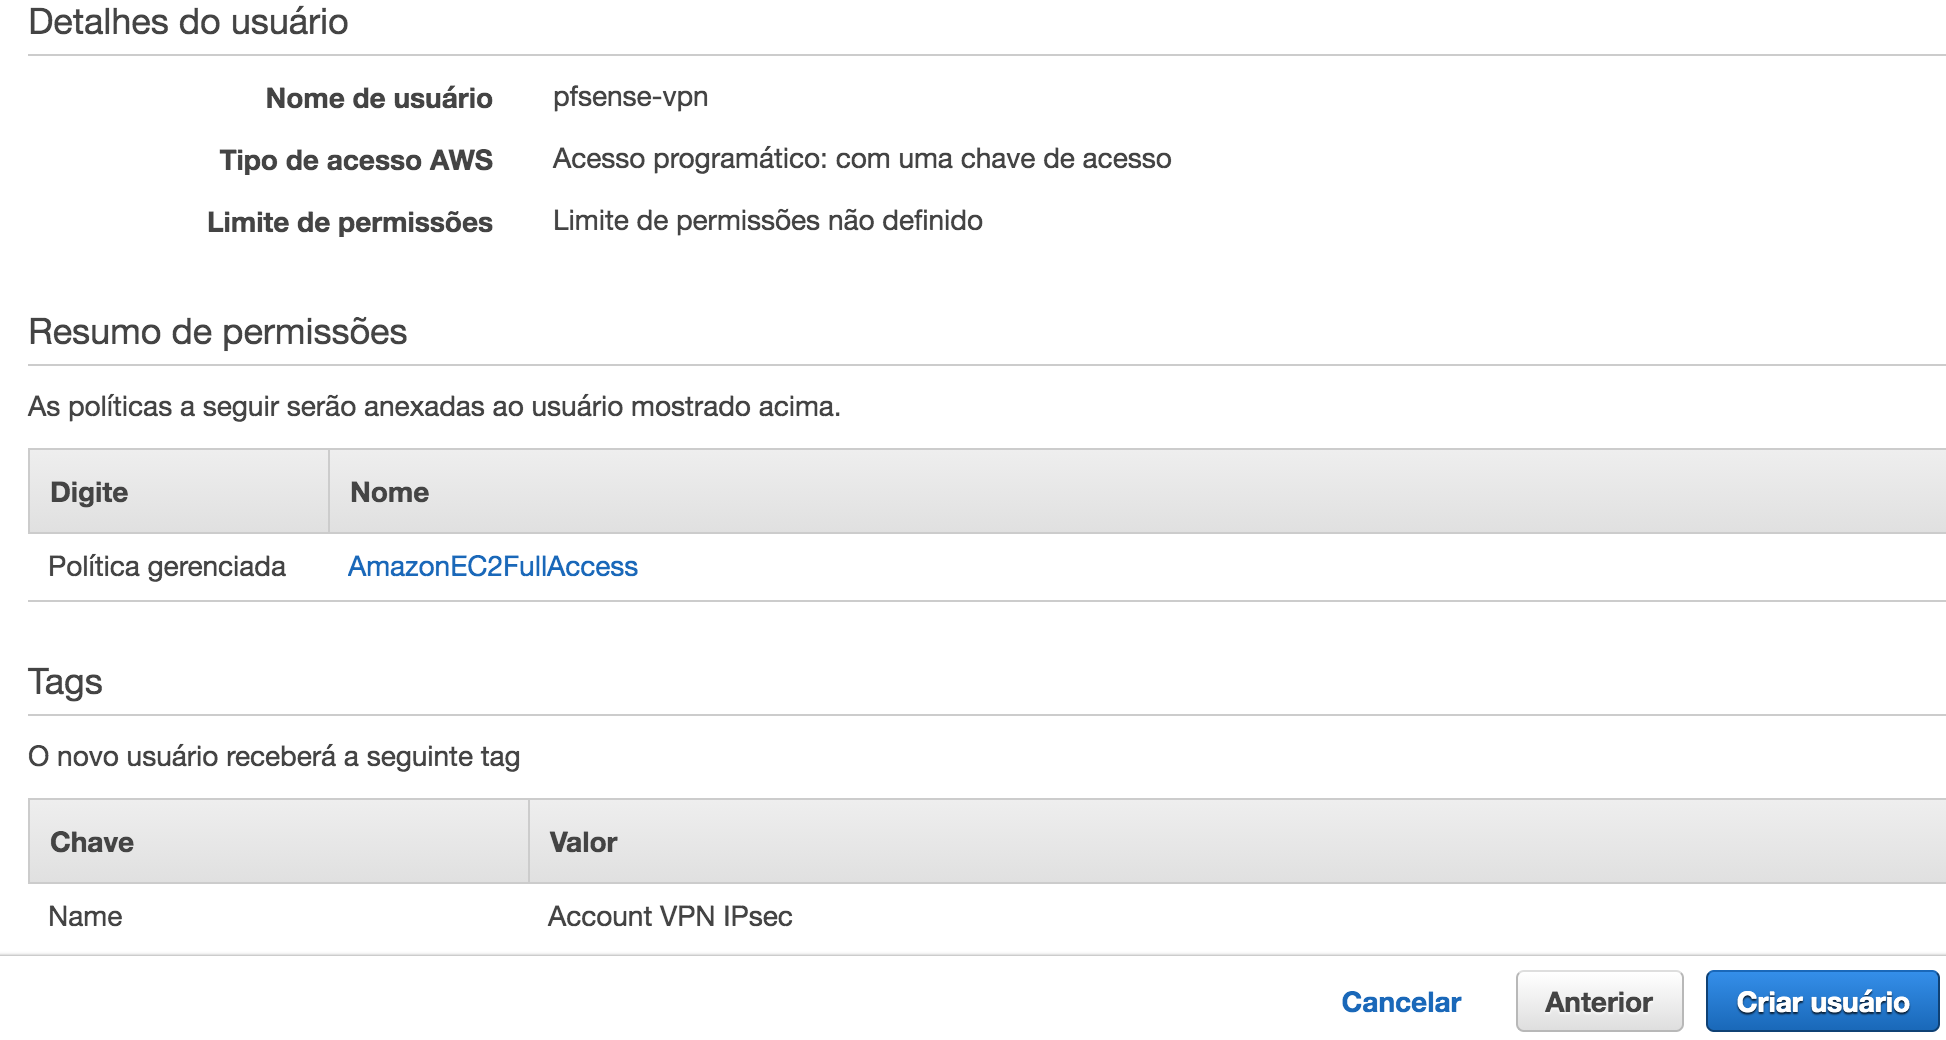 Detalhes do usuário
Nome de usuário pfsense-vpn
Tipo de acesso AWS Acesso programático: com uma chave de acesso
Limite de permissões Limite de permissões não definido
Resumo de permissões
As políticas a seguir serão anexadas ao usuário mostrado acima.
Digite Nome
Política gerenciada AmazonEC2FullAccess
Tags
O novo usuário receberá a seguinte tag
Chave Valor
Name Account VPN IPsec
Cancelar Anterior Criar usuário